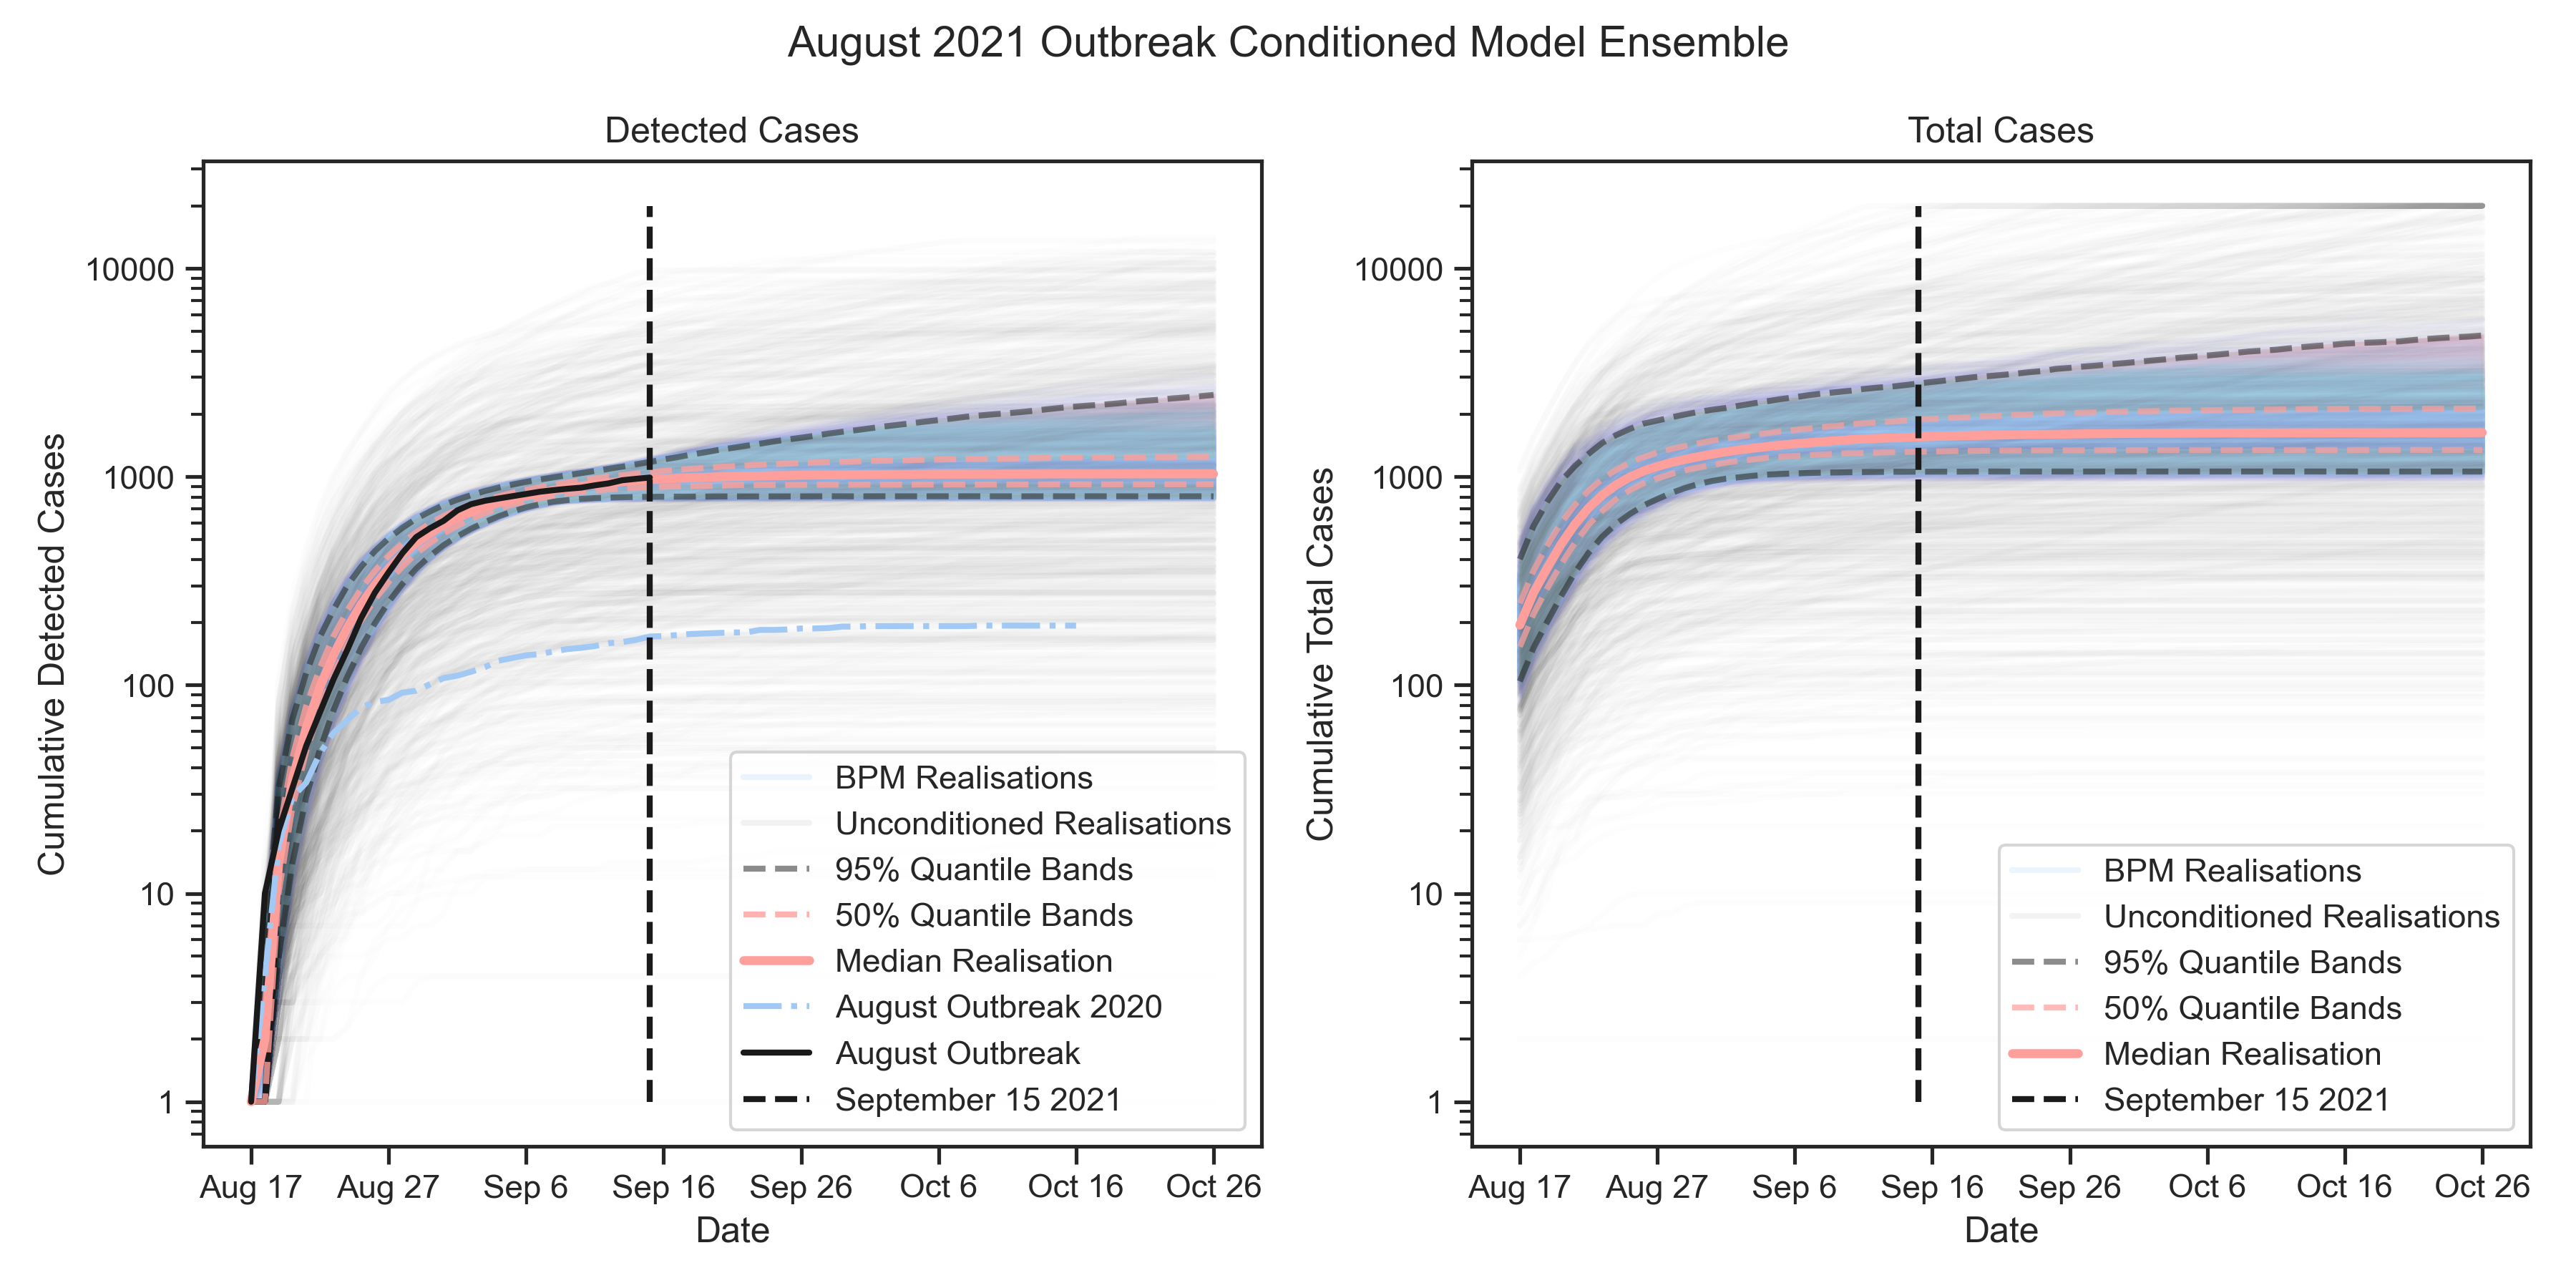 August 2021 Outbreak Conditioned Model Ensemble
Detected Cases
Cumulative Detected Cases
10000
1000
100
10
1
BPM Realisations
Unconditioned Realisations
95% Quantile Bands
50% Quantile Bands
Median Realisation
August Outbreak 2020
August Outbreak
September 15 2021
Aug 17 Aug 27 Sep 6 Sep 16 Sep 26 Oct 6 Oct 16 Oct 26
Date
Total Cases
Cumulative Total Cases
10000
1000
100
10
1
BPM Realisations
Unconditioned Realisations
95% Quantile Bands
50% Quantile Bands
Median Realisation
September 15 2021
Aug 17 Aug 27 Sep 6 Sep 16 Sep 26 Oct 6 Oct 16 Oct 26
Date